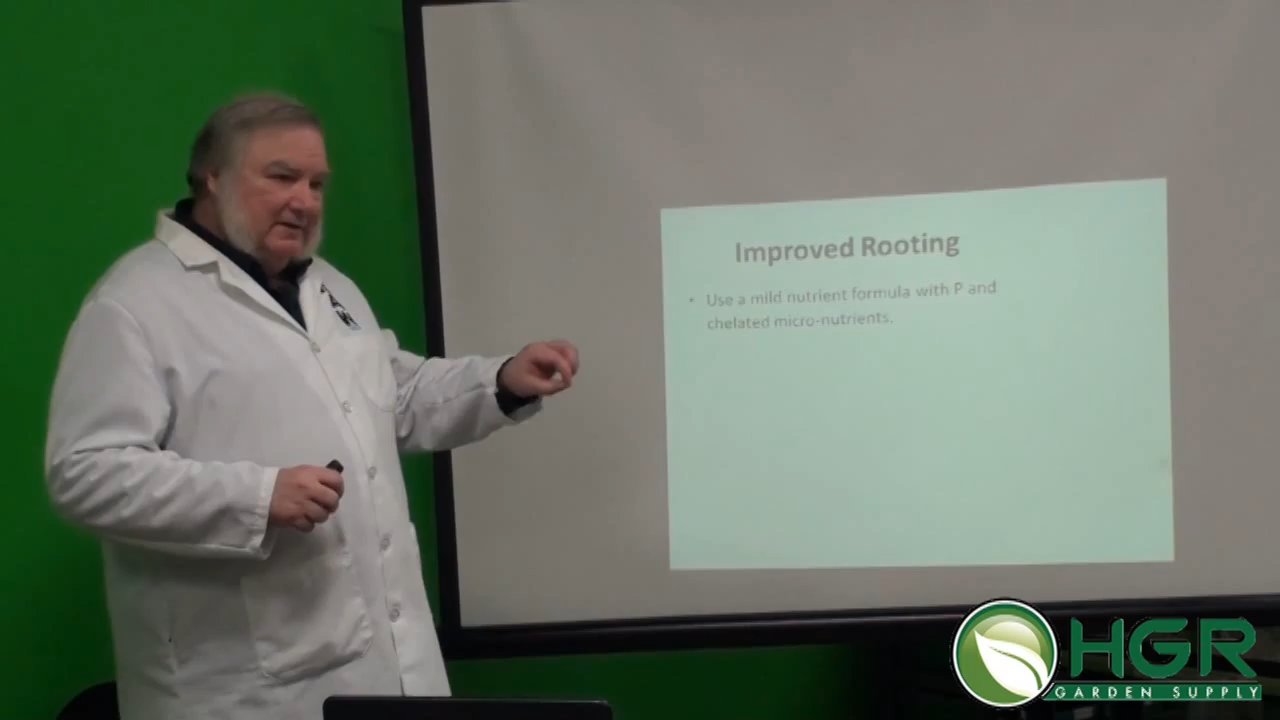 Improved Rooting
• Use a mild nutrient formula with P and
chelated micro-nutrients.
HGR
GARDEN SUPPLY